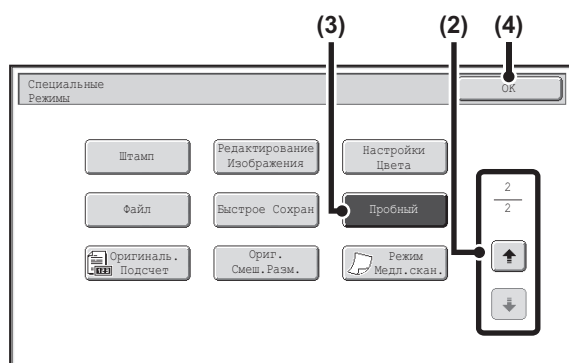 (3) (2) (4)
Специальные
Режимы
OK
Штамп
Редактирование
Изображения
Настройки
Цвета
Файл
Быстрое Сохран
Пробный
2
2
Оригиналь.
Подсчет
Ориг.
Смеш.Разм.
Режим
Медл.скан.